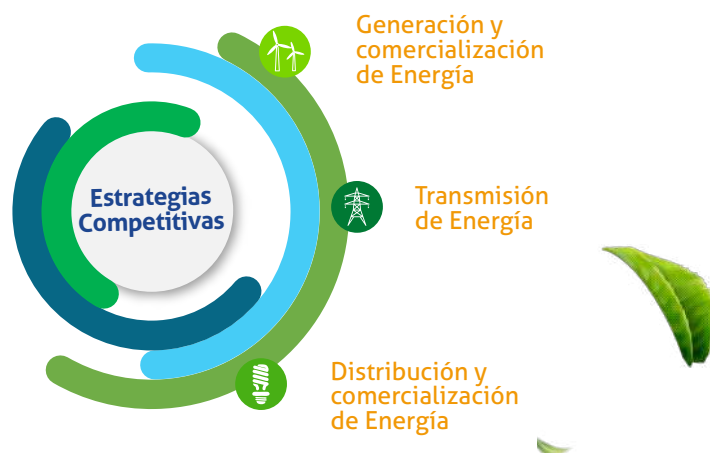 Generación y
comercialización
de Energía
Estrategias
Competitivas
Transmisión
de Energía
Distribución y
comercialización
de Energía